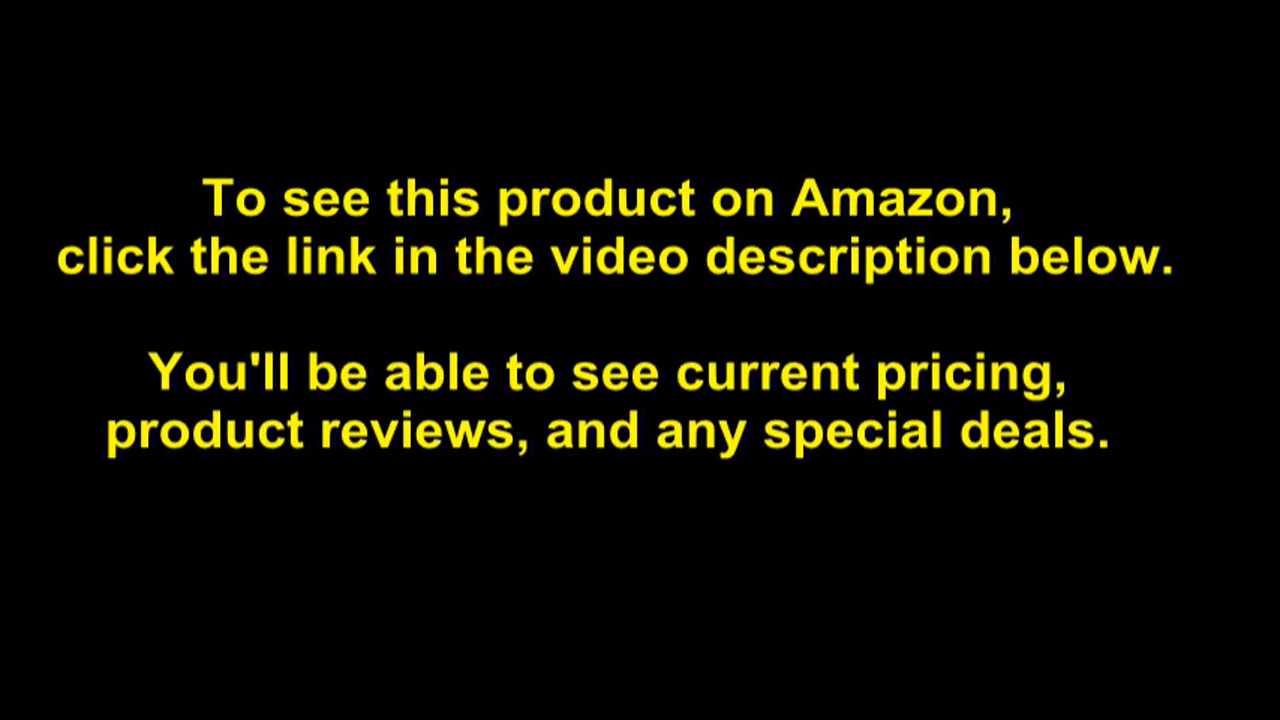 To see this product on Amazon,
click the link in the video description below.
You'll be able to see current pricing,
product reviews, and any special deals.